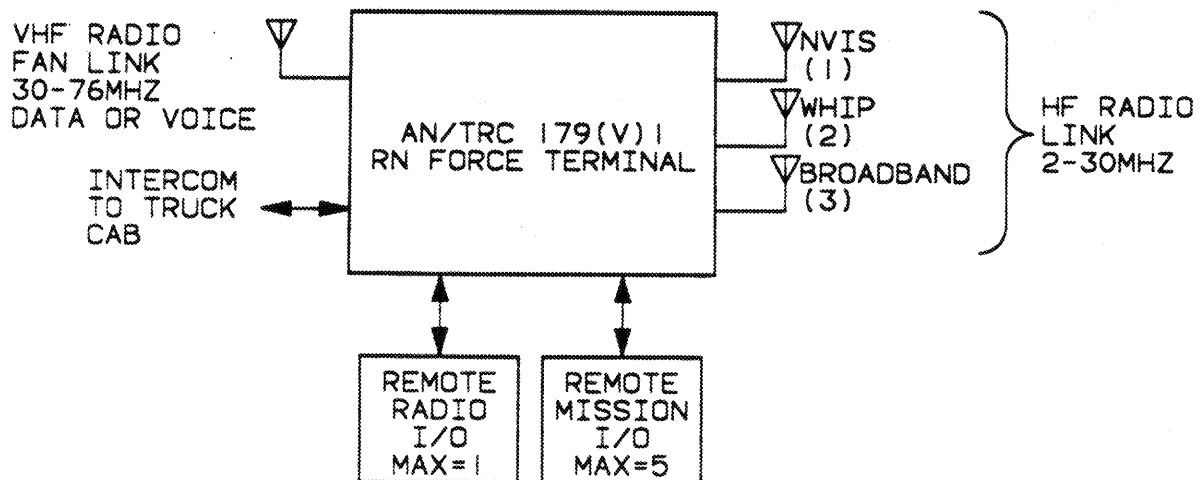 VHF RADIO
FAN LINK
30-76MHZ
DATA OR VOICE
INTERCOM
TO TRUCK
CAB
AN/TRC 179(V)1
RN FORCE TERMINAL
NVIS
(1)
WHIP
(2)
BROADBAND
(3)
HF RADIO
LINK
2-30MHZ
REMOTE
RADIO
I/O
MAX=1
REMOTE
MISSION
I/O
MAX=5